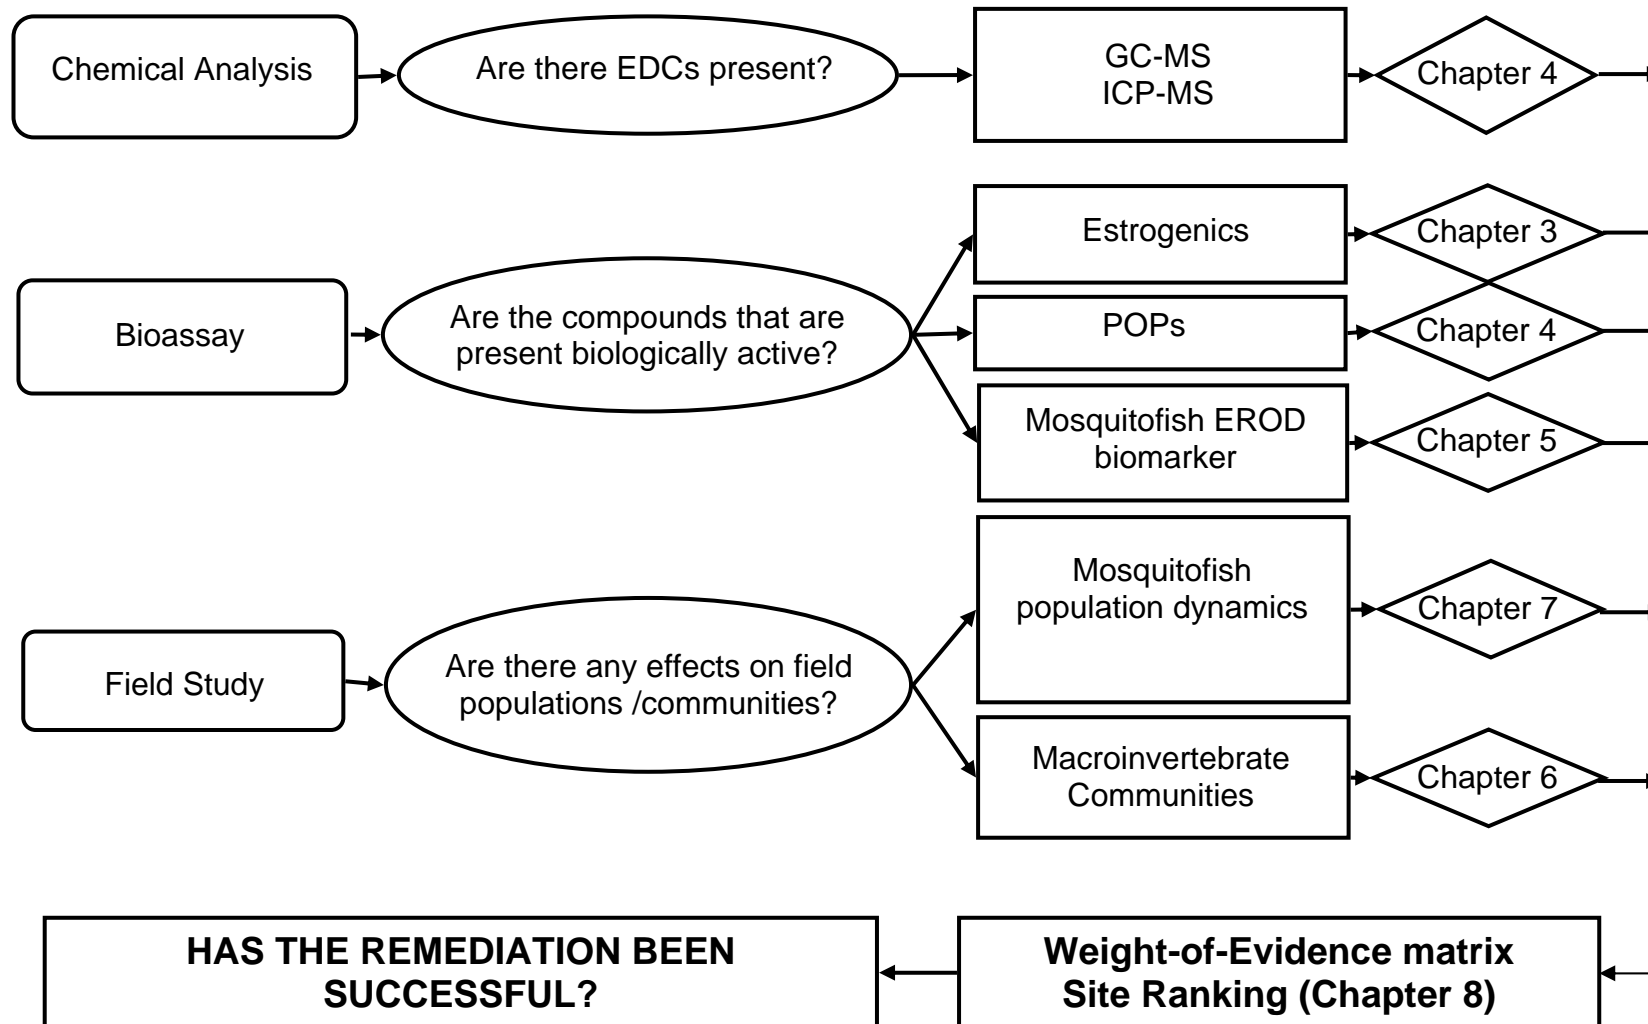 Chemical Analysis
Are there EDCs present?
GC-MS
ICP-MS
Chapter 4
Bioassay
Are the compounds that are
present biologically active?
Estrogenics
Chapter 3
POPs
Chapter 4
Mosquitofish EROD
biomarker
Chapter 5
Field Study
Are there any effects on field
populations /communities?
Mosquitofish
population dynamics
Chapter 7
Macroinvertebrate
Communities
Chapter 6
HAS THE REMEDIATION BEEN
SUCCESSFUL?
Weight-of-Evidence matrix
Site Ranking (Chapter 8)